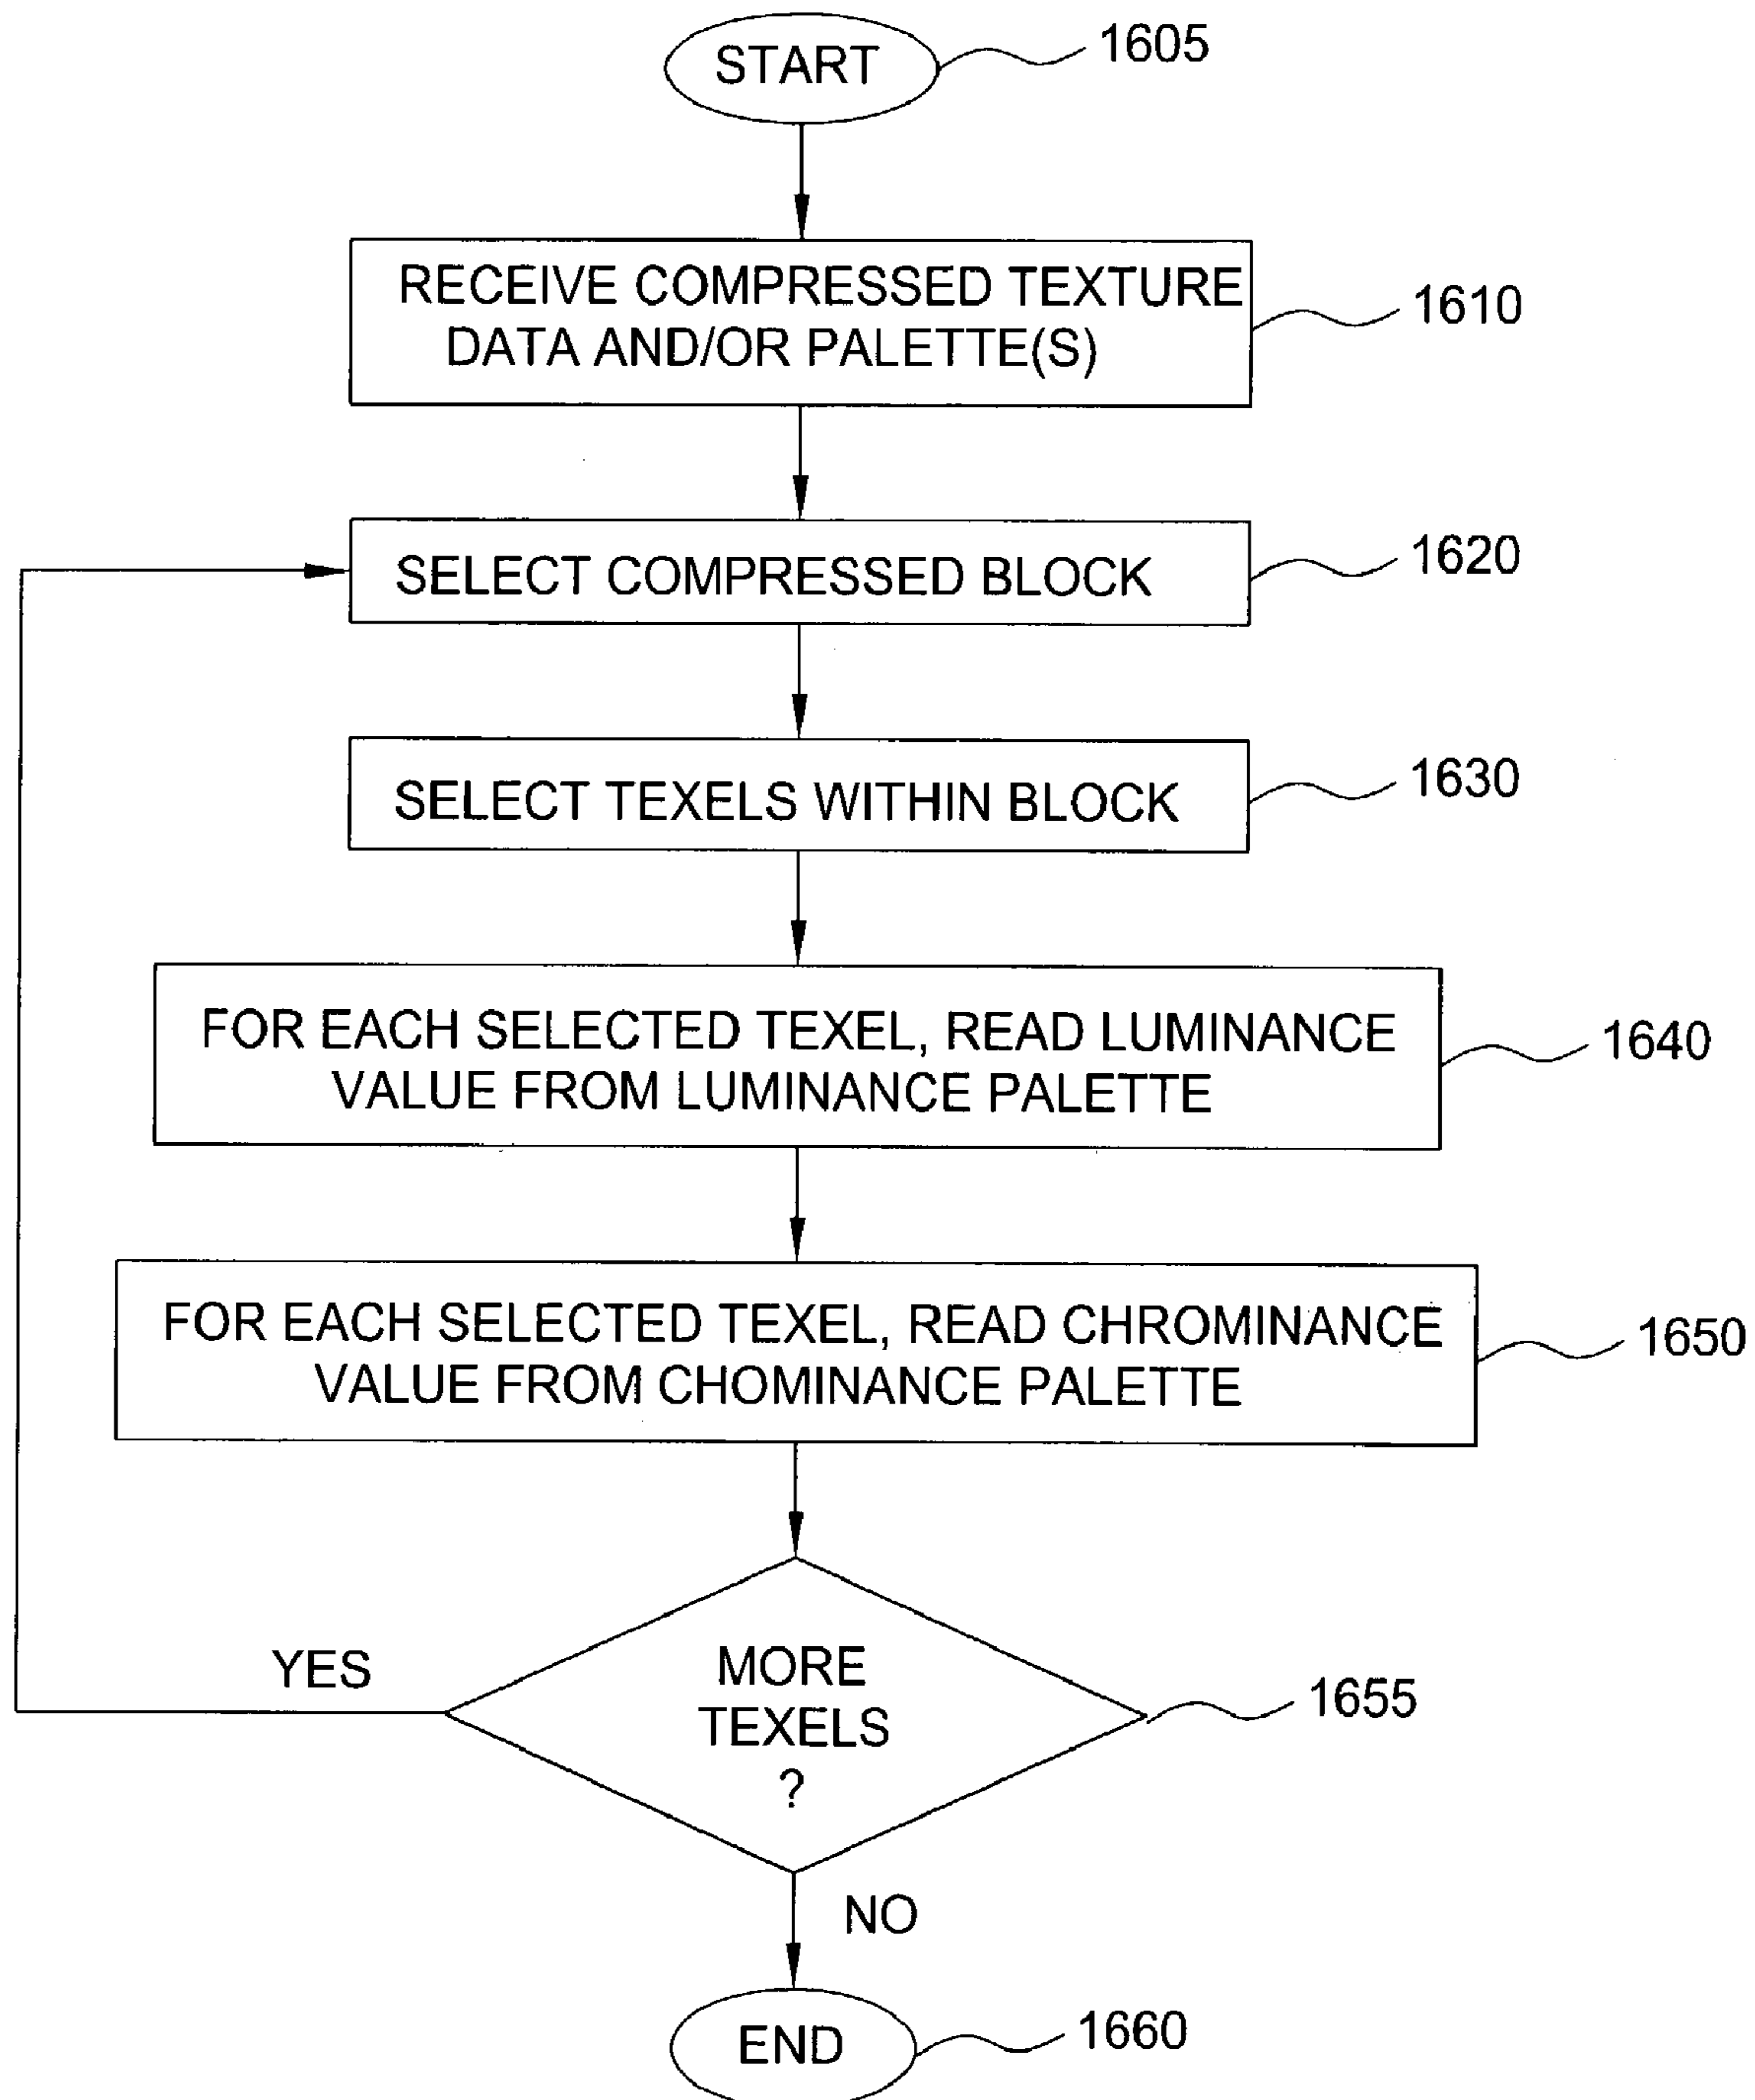 START
1605
RECEIVE COMPRESSED TEXTURE
DATA AND/OR PALETTE(S)
1610
SELECT COMPRESSED BLOCK
1620
SELECT TEXELS WITHIN BLOCK
1630
FOR EACH SELECTED TEXEL, READ LUMINANCE
VALUE FROM LUMINANCE PALETTE
1640
FOR EACH SELECTED TEXEL, READ CHROMINANCE
VALUE FROM CHOMINANCE PALETTE
1650
YES
MORE
TEXELS
?
1655
NO
END
1660